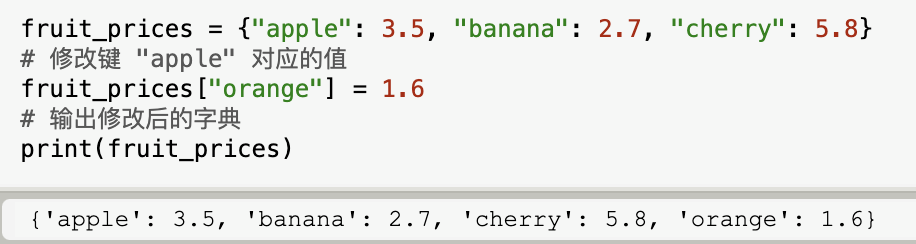 fruit_prices = {"apple": 3.5, "banana": 2.7, "cherry": 5.8}
# 修改键 "apple" 对应的值
fruit_prices["orange"] = 1.6
# 输出修改后的字典
print(fruit_prices)
{'apple': 3.5, 'banana': 2.7, 'cherry': 5.8, 'orange': 1.6}